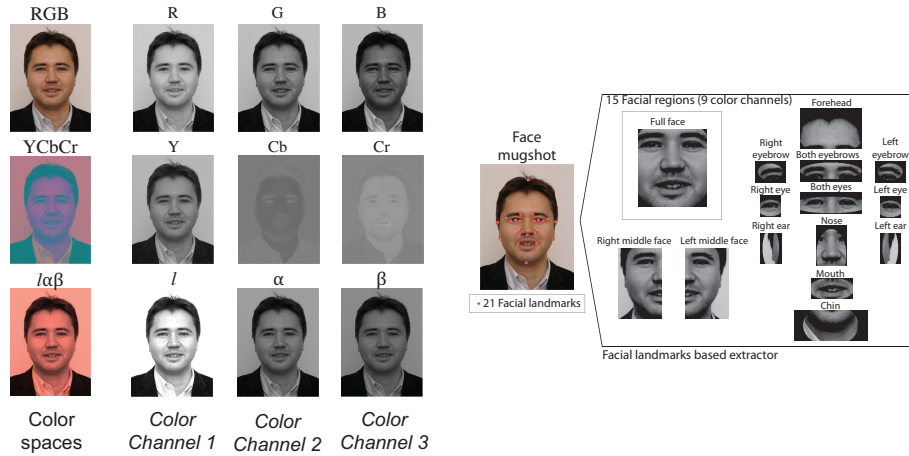 RGB
R
G
B
YCbCr
Y
Cb
Cr
lαβ
l
α
β
Color
spaces
Color
Channel 1
Color
Channel 2
Color
Channel 3
Face
mugshot
• 21 Facial landmarks
15 Facial regions (9 color channels)
Full face
Forehead
Right
eyebrow
Both eyebrows
Left
eyebrow
Right eye
Both eyes
Left eye
Right ear
Nose
Left ear
Right middle face
Left middle face
Mouth
Chin
Facial landmarks based extractor